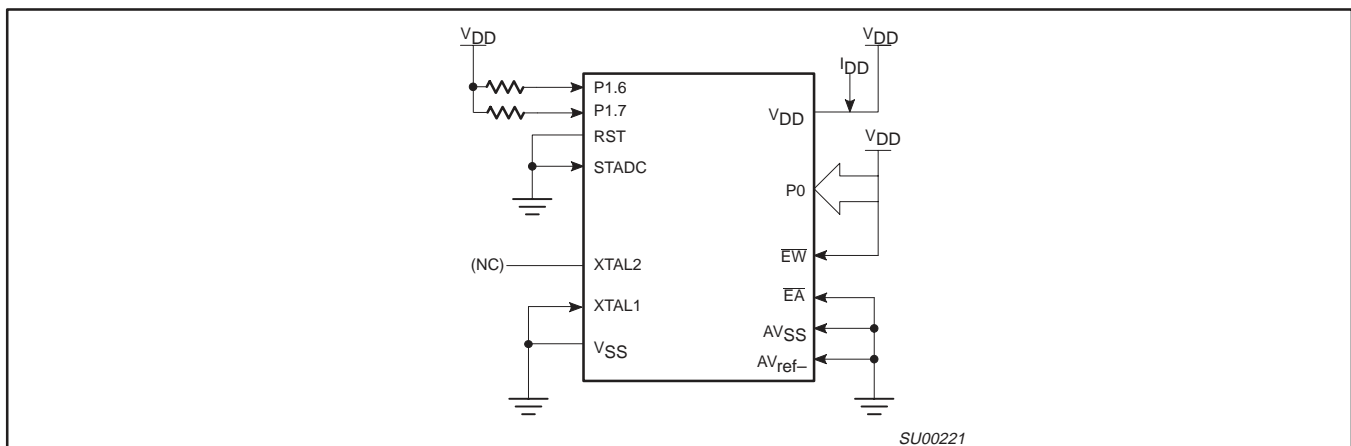 VDD
P1.6
P1.7
RST
STADC
(NC)
XTAL2
XTAL1
VSS
VDD
IDD
VDD
VDD
P0
EW
EA
AVSS
AVref–
SU00221